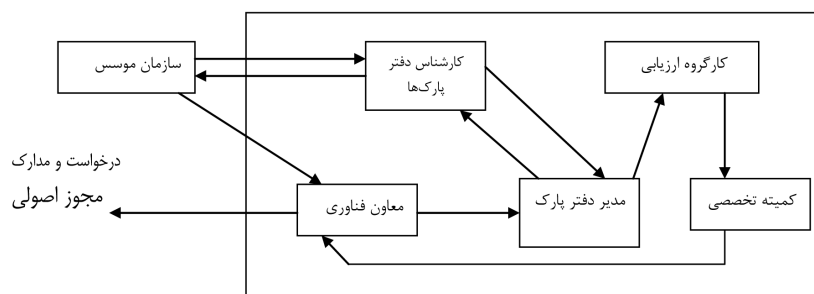 سازمان موسس
کارشناس دفتر
پارک‌ها
کارگروه ارزیابی
درخواست و مدارک
مجوز اصولی
معاون فناوری
مدیر دفتر پارک
کمیته تخصصی